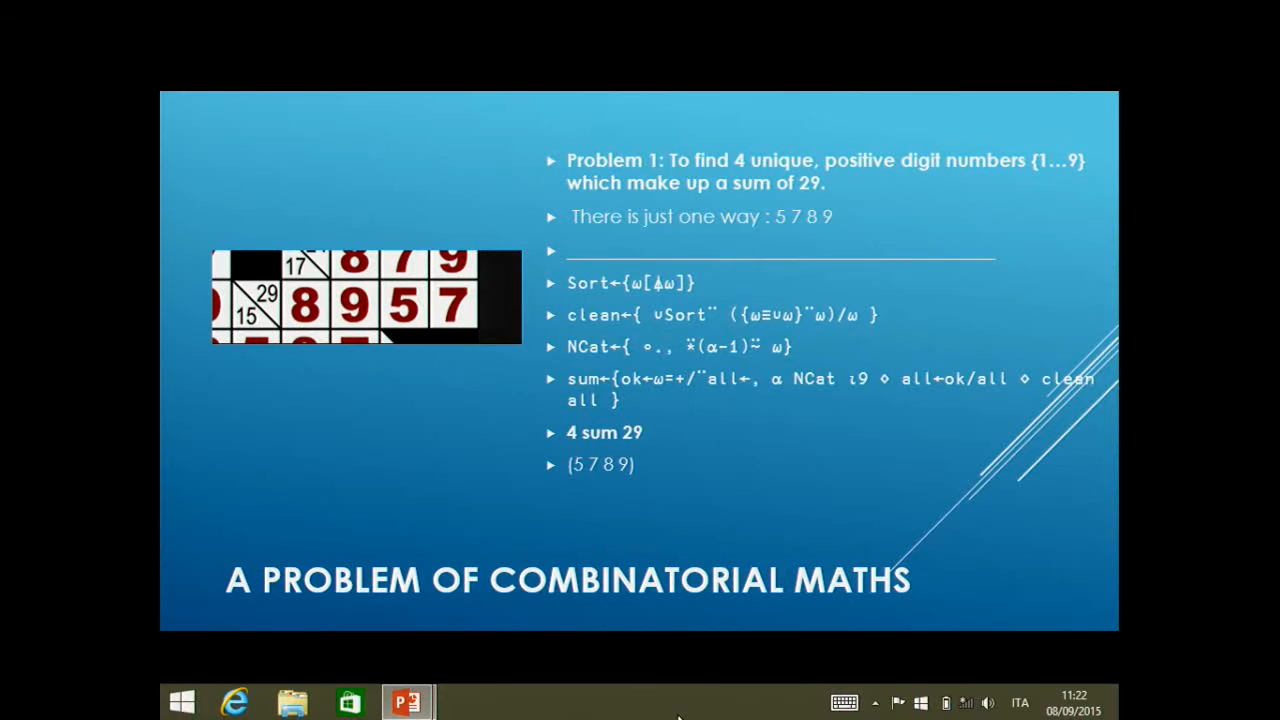 Problem 1: To find 4 unique, positive digit numbers {1...9}
which make up a sum of 29.
There is just one way : 5 7 8 9
Sort←{⍵[⍋⍵]}
clean←{ ∪Sort¨ ({⍵≡∪⍵}¨⍵)/⍵ }
NCat←{ ∘., ⍣(⍺-1)⍨ ⍵}
sum←{ok←⍵=+/¨all←, ⍺ NCat ⍳9 ⋄ all←ok/all ⋄ clean
all }
4 sum 29
(5 7 8 9)
17 8 7 9
29 15 8 9 5 7
A PROBLEM OF COMBINATORIAL MATHS
ITA
11:22
08/09/2015